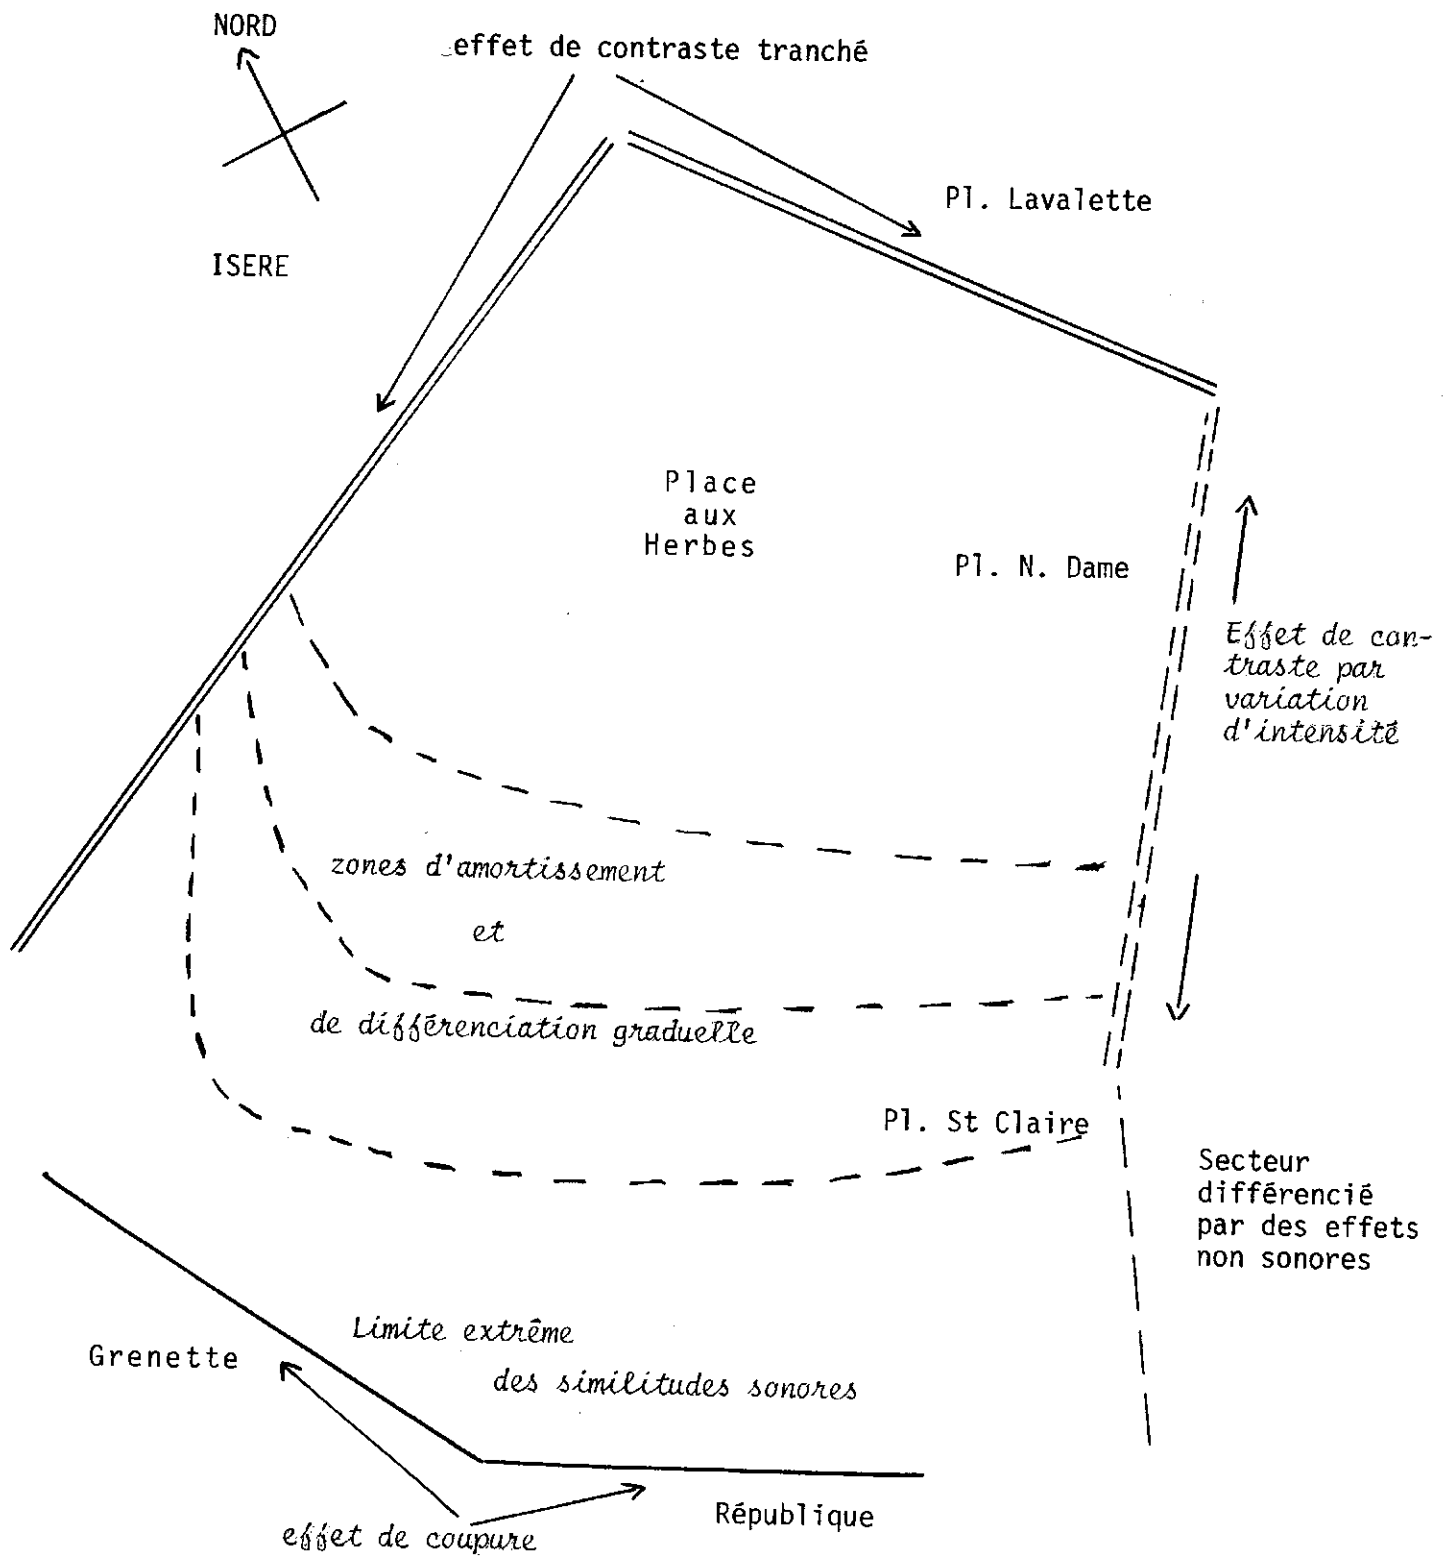 NORD
effet de contraste tranché
Pl. Lavalette
ISERE
Place
aux
Herbes
Pl. N. Dame
Effet de con-
traste par
variation
d'intensité
zones d'amortissement
et
de différenciation graduelle
Pl. St Claire
Secteur
différencié
par des effets
non sonores
Limite extrême
des similitudes sonores
Grenette
République
effet de coupure